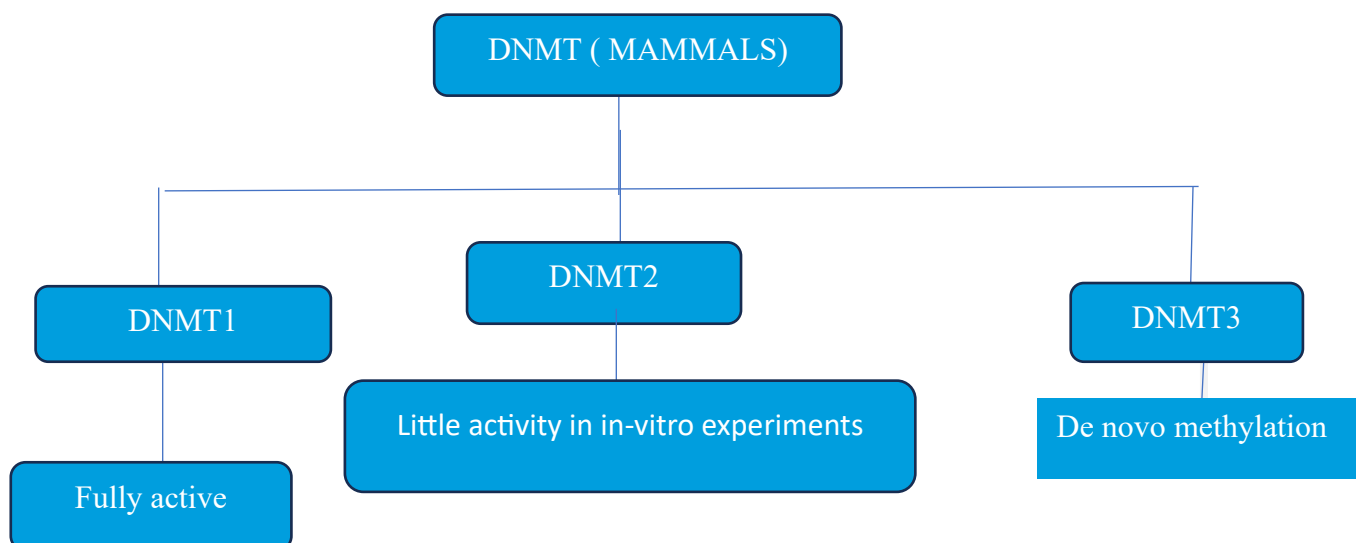 DNMT ( MAMMALS)
DNMT1
DNMT2
DNMT3
Fully active
Little activity in in-vitro experiments
De novo methylation